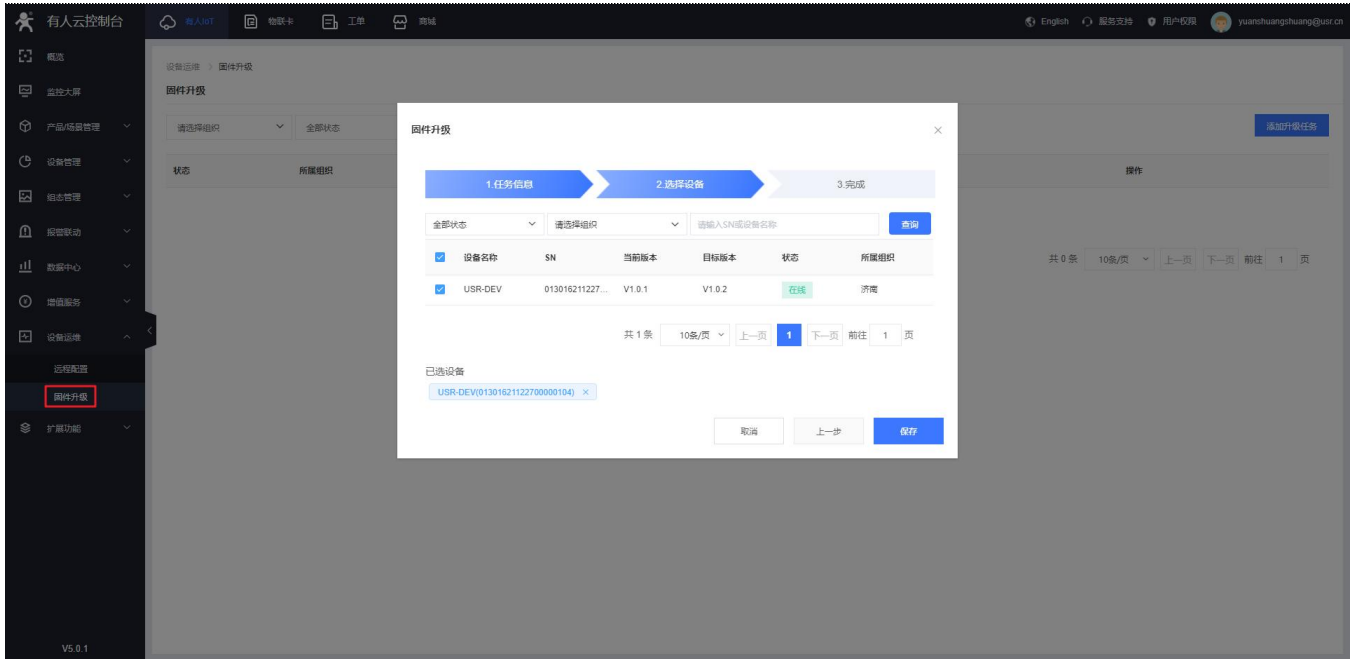 有人云控制台
有人IoT 物联卡 工单 商城
English 服务支持 用户权限 yuanshuangshuang@usr.cn
概览
监控大屏
产品/场景管理
设备管理
组态管理
报警联动
数据中心
增值服务
设备运维
远程配置
固件升级
扩展功能
V5.0.1
设备运维 > 固件升级
固件升级
请选择组织 全部状态 添加升级任务
状态 所属组织 操作
共 0 条 10条/页 上一页 下一页 前往 1 页
固件升级
1.任务信息 2.选择设备 3.完成
全部状态 请选择组织 请输入SN或设备名称 查询
设备名称 SN 当前版本 目标版本 状态 所属组织
USR-DEV 013016211227... V1.0.1 V1.0.2 在线 济南
共 1 条 10条/页 上一页 1 下一页 前往 1 页
已选设备
USR-DEV(01301621122700000104) ×
取消 上一步 保存